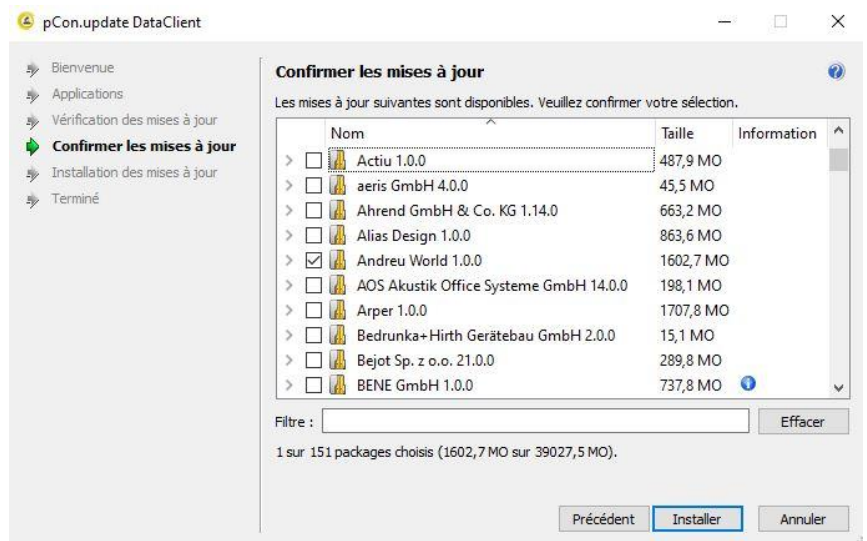 pCon.update DataClient
Bienvenue
Applications
Vérification des mises à jour
Confirmer les mises à jour
Installation des mises à jour
Terminé
Confirmer les mises à jour
Les mises à jour suivantes sont disponibles. Veuillez confirmer votre sélection.
Nom Taille Information
Actiu 1.0.0 487,9 MO
aeris GmbH 4.0.0 45,5 MO
Ahrend GmbH & Co. KG 1.14.0 663,2 MO
Alias Design 1.0.0 863,6 MO
Andreu World 1.0.0 1602,7 MO
AOS Akustik Office Systeme GmbH 14.0.0 198,1 MO
Arper 1.0.0 1707,8 MO
Bedrunka+Hirth Gerätebau GmbH 2.0.0 15,1 MO
Bejot Sp. z o.o. 21.0.0 289,8 MO
BENE GmbH 1.0.0 737,8 MO
Filtre : Effacer
1 sur 151 packages choisis (1602,7 MO sur 39027,5 MO).
Précédent Installer Annuler